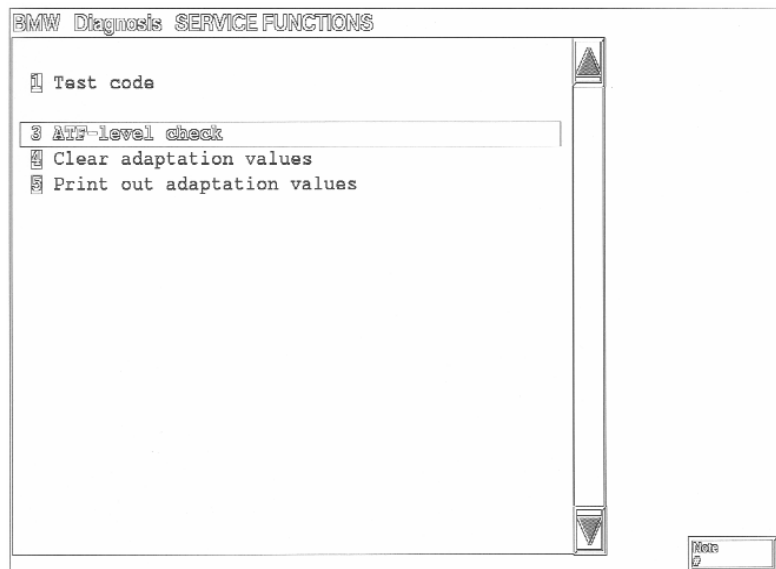 BMW Diagnosis SERVICE FUNCTIONS
1 Test code
3 ATF-level check
4 Clear adaptation values
5 Print out adaptation values
Note
#